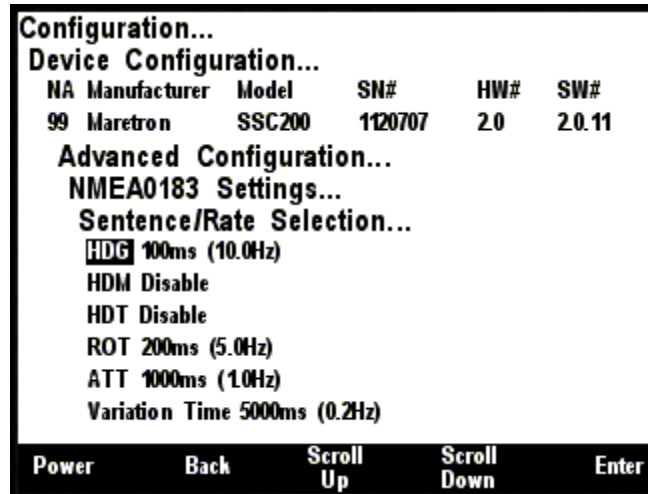 Configuration...
Device Configuration...
NA Manufacturer Model SN# HW# SW#
99 Maretron SSC200 1120707 2.0 2.0.11
Advanced Configuration...
NMEA0183 Settings...
Sentence/Rate Selection...
HDG 100ms (10.0Hz)
HDM Disable
HDT Disable
ROT 200ms (5.0Hz)
ATT 1000ms (1.0Hz)
Variation Time 5000ms (0.2Hz)
Power Back Scroll Up Scroll Down Enter